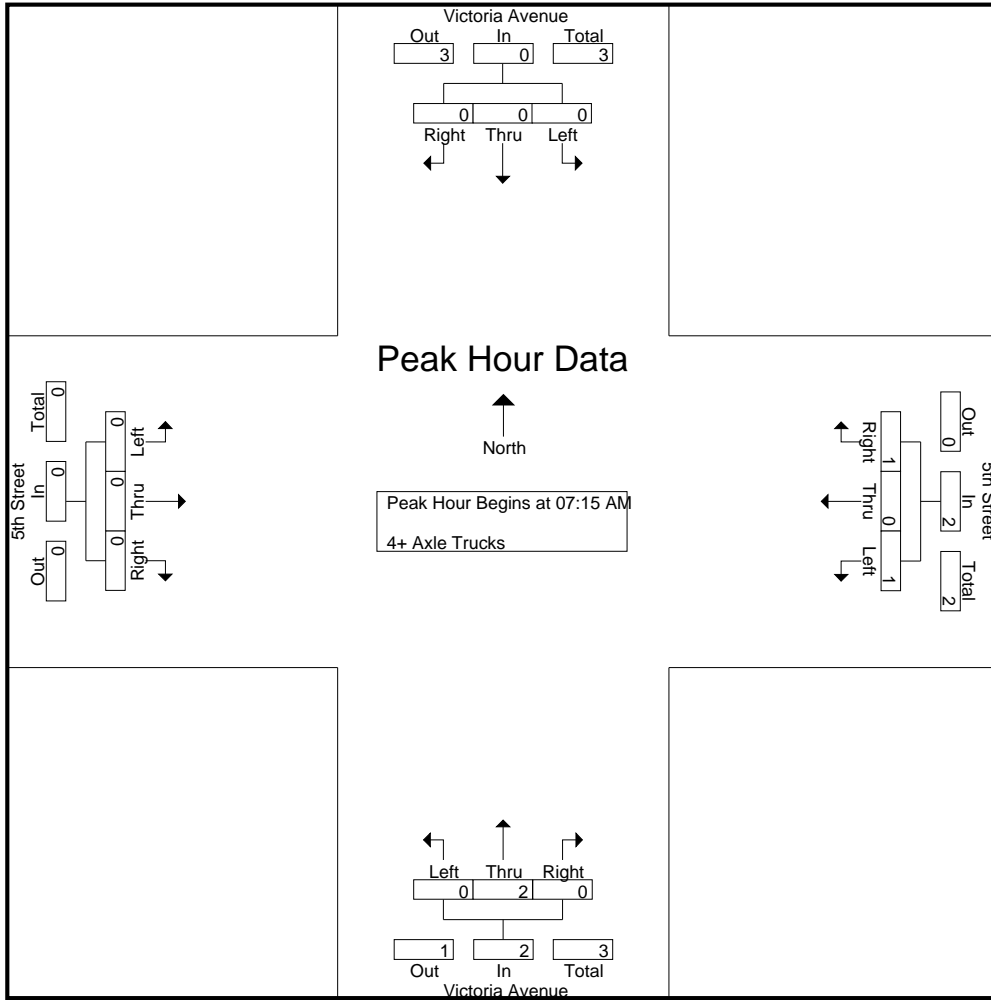 Victoria Avenue
Out In Total
3 0 3
0 0 0
Right Thru Left
Peak Hour Data
North
Peak Hour Begins at 07:15 AM
4+ Axle Trucks
5th Street
Total In Out
0 0 0
0 0 0
Left Thru Right
Right Thru Left
1 0 1
Out In Total
0 2 2
5th Street
Left Thru Right
0 2 0
1 2 3
Out In Total
Victoria Avenue